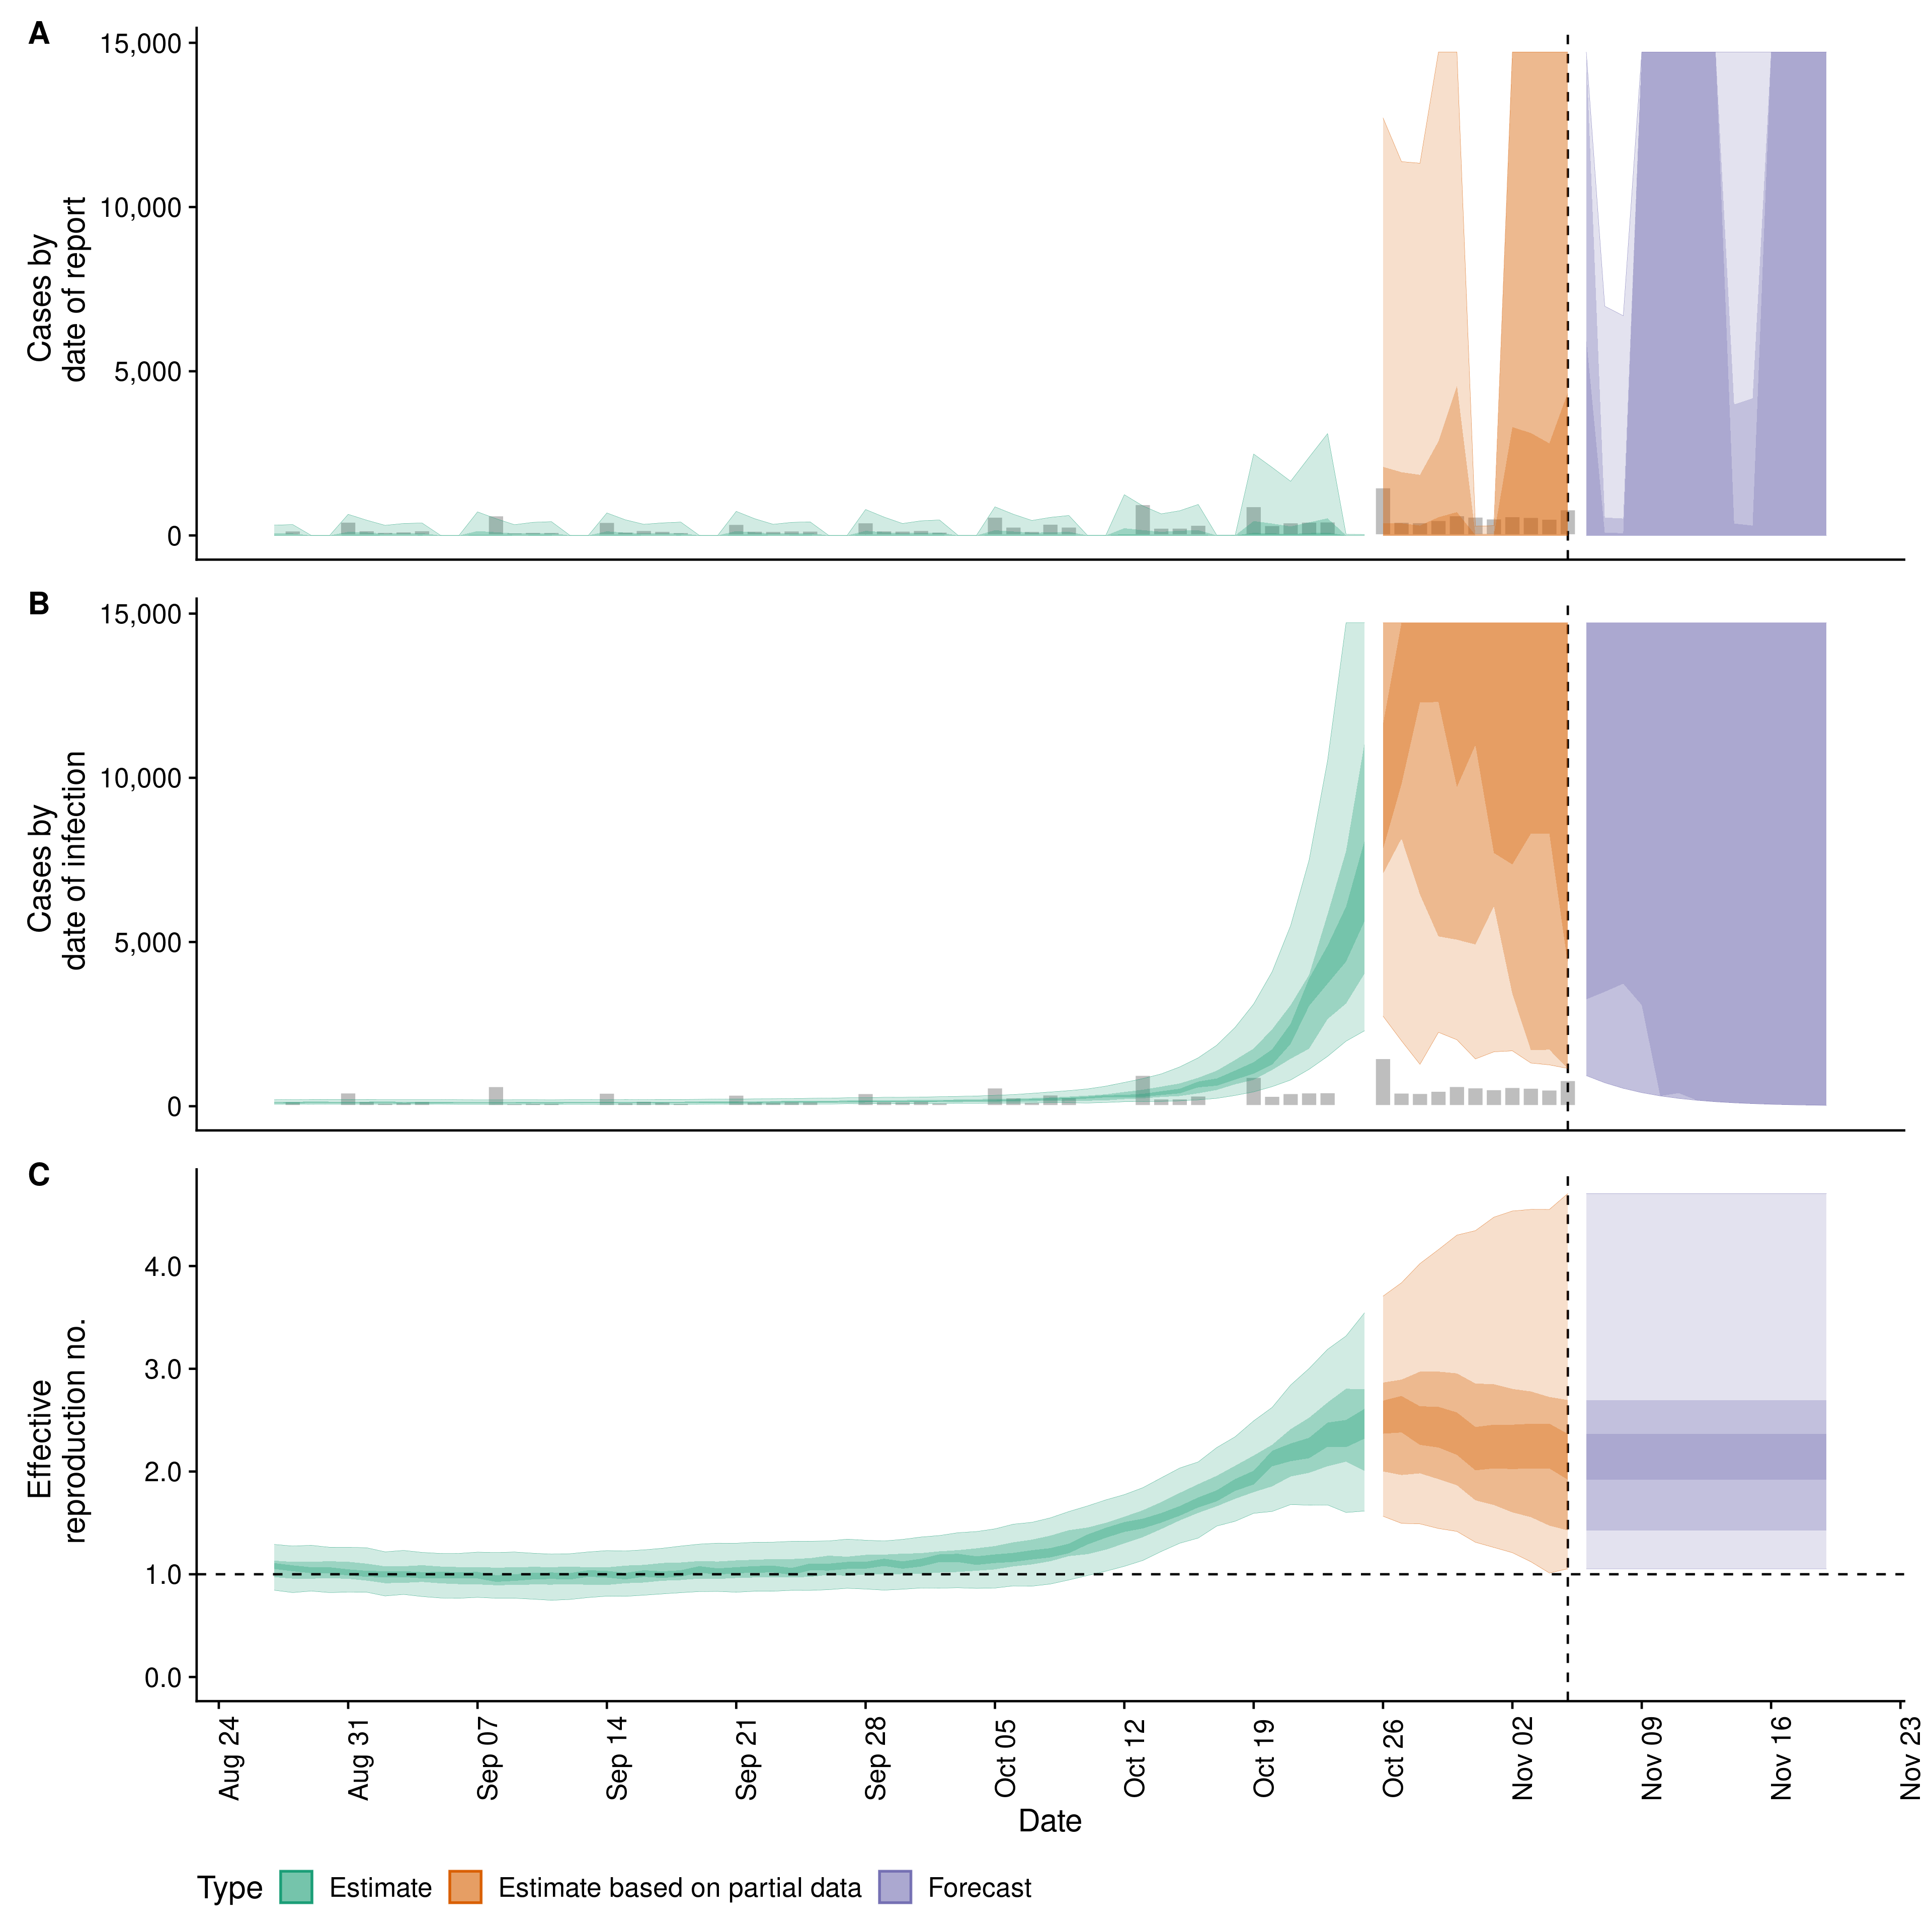 A
Cases by
date of report
15,000
10,000
5,000
0
B
Cases by
date of infection
15,000
10,000
5,000
0
C
Effective
reproduction no.
4.0
3.0
2.0
1.0
0.0
Aug 24
Aug 31
Sep 07
Sep 14
Sep 21
Sep 28
Oct 05
Oct 12
Oct 19
Oct 26
Nov 02
Nov 09
Nov 16
Nov 23
Date
Type Estimate Estimate based on partial data Forecast